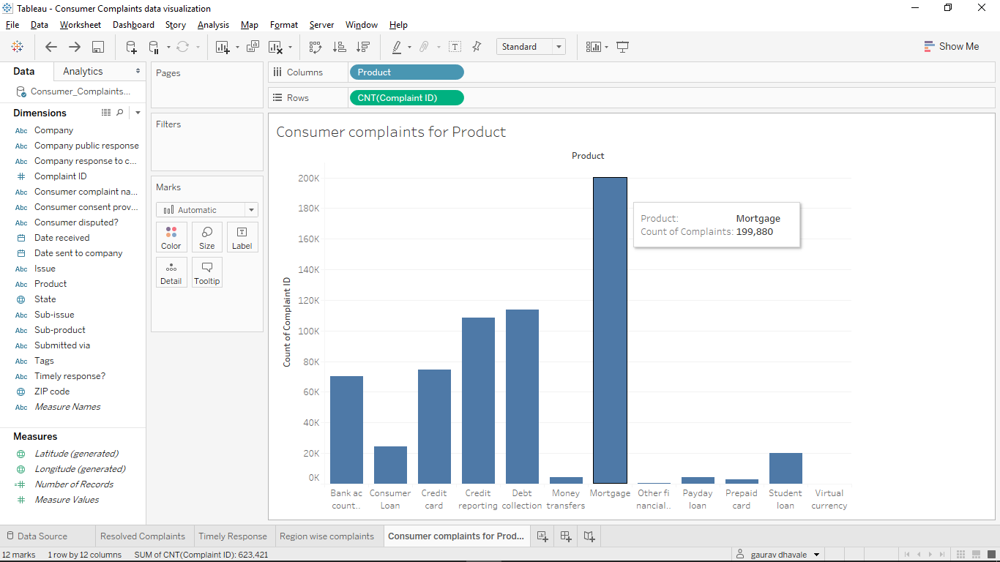 Tableau - Consumer Complaints data visualization
File Data Worksheet Dashboard Story Analysis Map Format Server Window Help
Standard
Show Me
Data Analytics
Consumer_Complaints...
Dimensions
Abc Company
Abc Company public response
Abc Company response to c...
Complaint ID
Abc Consumer complaint na...
Abc Consumer consent prov...
Abc Consumer disputed?
Date received
Date sent to company
Abc Issue
Abc Product
State
Abc Sub-issue
Abc Sub-product
Abc Submitted via
Abc Tags
Abc Timely response?
ZIP code
Abc Measure Names
Measures
Latitude (generated)
Longitude (generated)
Number of Records
Measure Values
Pages
Filters
Marks
Automatic
Color Size Label
Detail Tooltip
Columns Product
Rows CNT(Complaint ID)
Consumer complaints for Product
Product
Count of Complaint ID
200K
180K
160K
140K
120K
100K
80K
60K
40K
20K
0K
Product: Mortgage
Count of Complaints: 199,880
Bank ac
count..
Consumer
Loan
Credit
card
Credit
reporting
Debt
collection
Money
transfers
Mortgage
Other fi
nancial..
Payday
loan
Prepaid
card
Student
loan
Virtual
currency
Data Source Resolved Complaints Timely Response Region wise complaints Consumer complaints for Prod...
12 marks 1 row by 12 columns SUM of CNT(Complaint ID): 623,421
gaurav dhavale